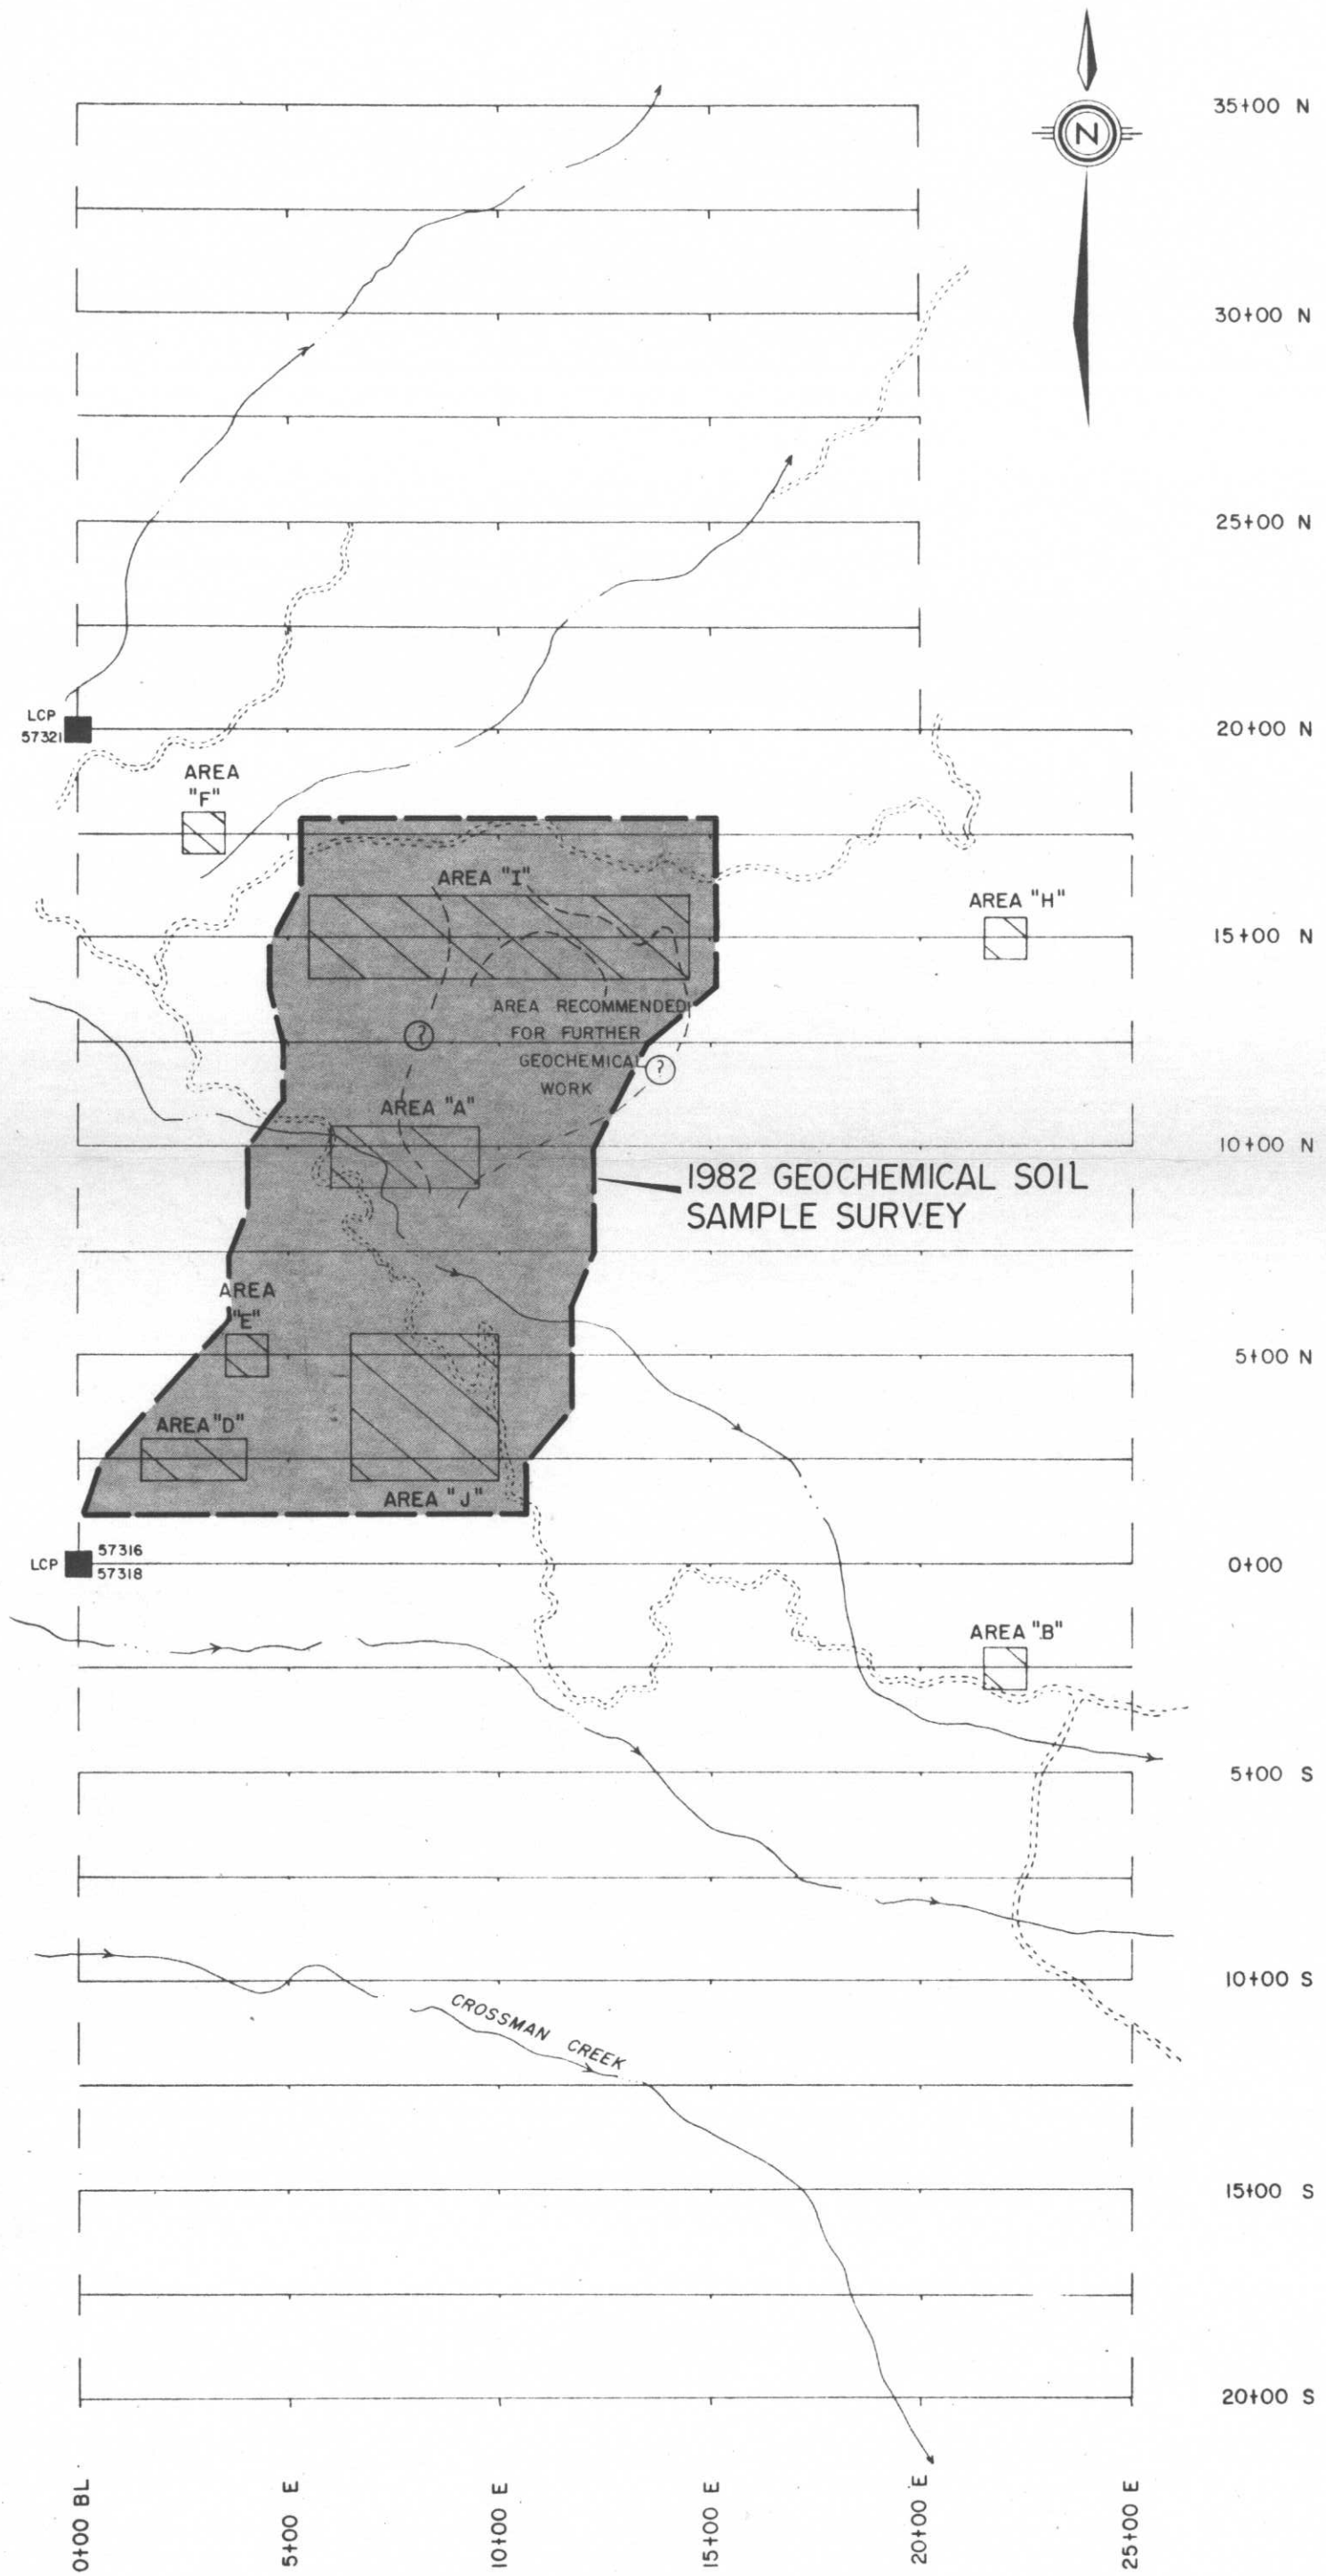 N
35+00 N
30+00 N
25+00 N
LCP
57321
20+00 N
AREA
"F"
AREA "I"
AREA "H"
15+00 N
AREA RECOMMENDED
FOR FURTHER
GEOCHEMICAL
WORK
?
?
AREA "A"
10+00 N
1982 GEOCHEMICAL SOIL
SAMPLE SURVEY
AREA
"E"
5+00 N
AREA "D"
AREA "J"
LCP
57316
57318
0+00
AREA "B"
5+00 S
10+00 S
CROSSMAN CREEK
15+00 S
20+00 S
0+00 BL
5+00 E
10+00 E
15+00 E
20+00 E
25+00 E